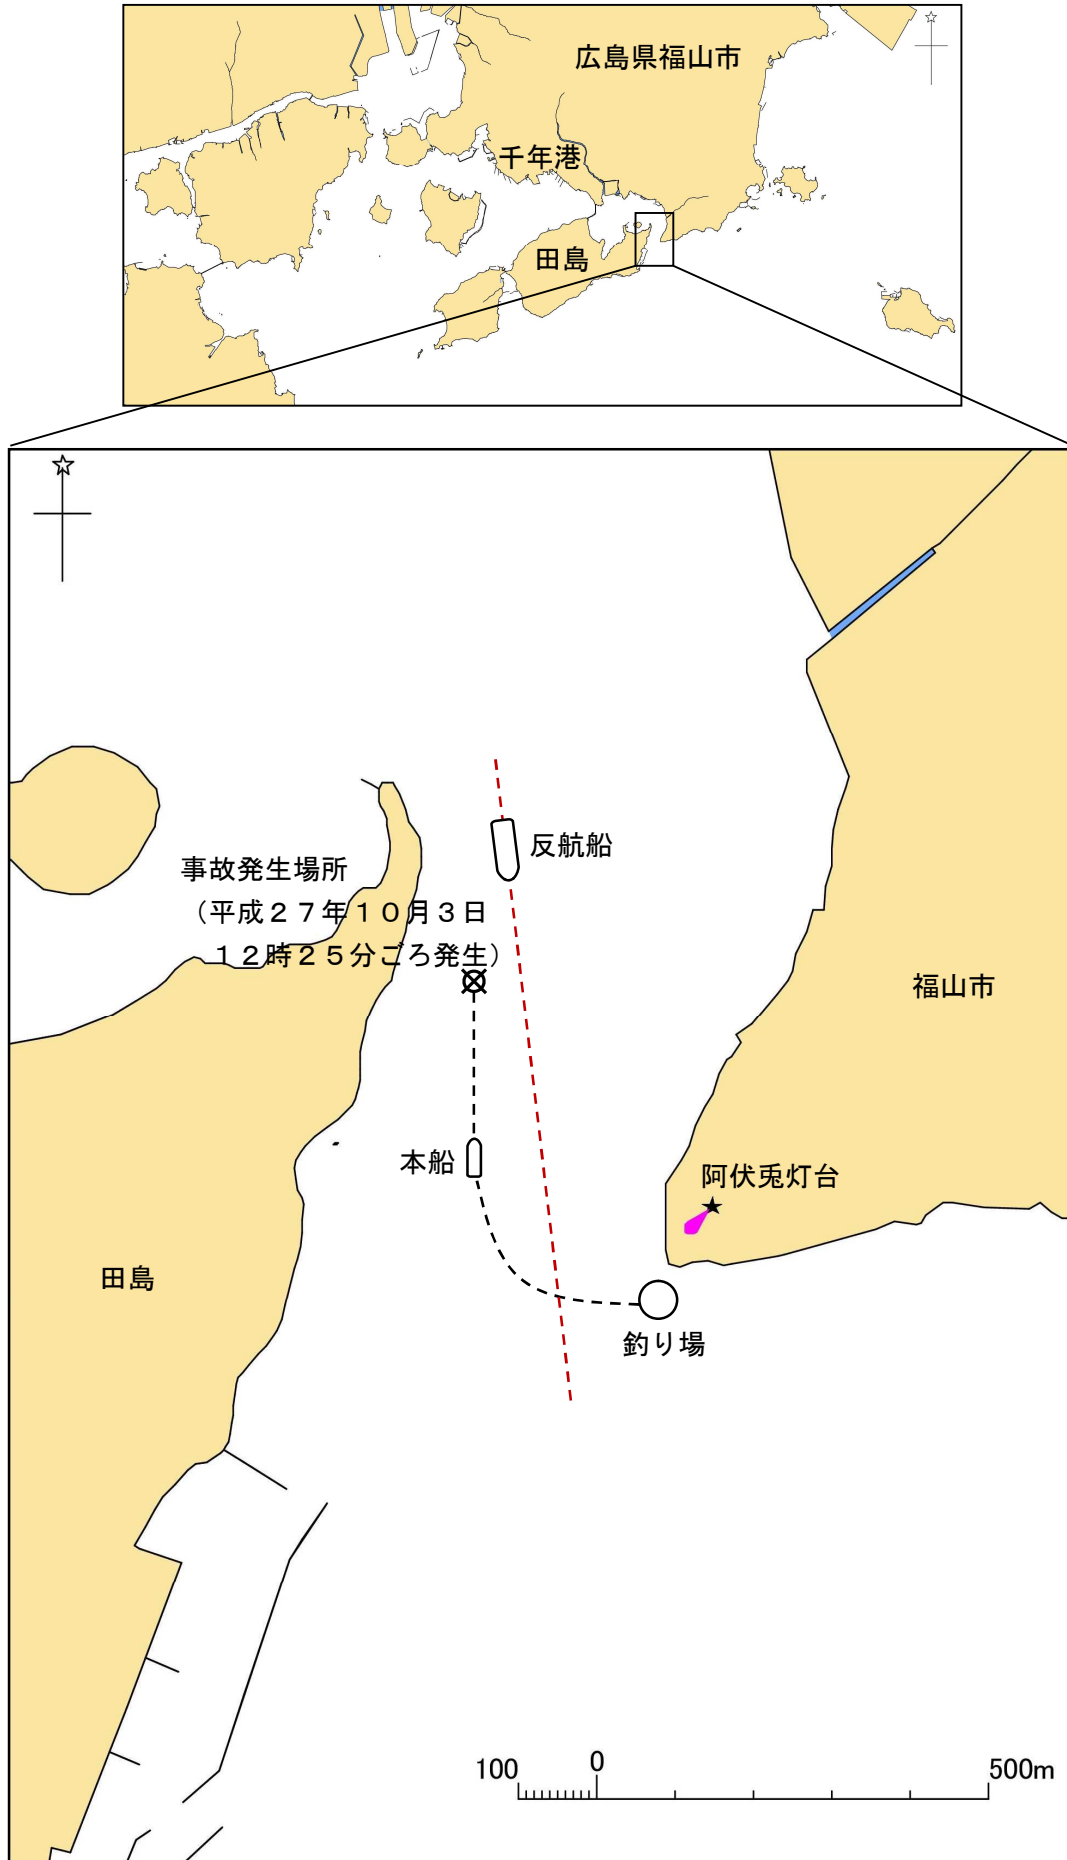 広島県福山市
千年港
田島
反航船
事故発生場所
（平成２７年１０月３日
１２時２５分ごろ発生）
福山市
本船
阿伏兎灯台
田島
釣り場
100 0 500m